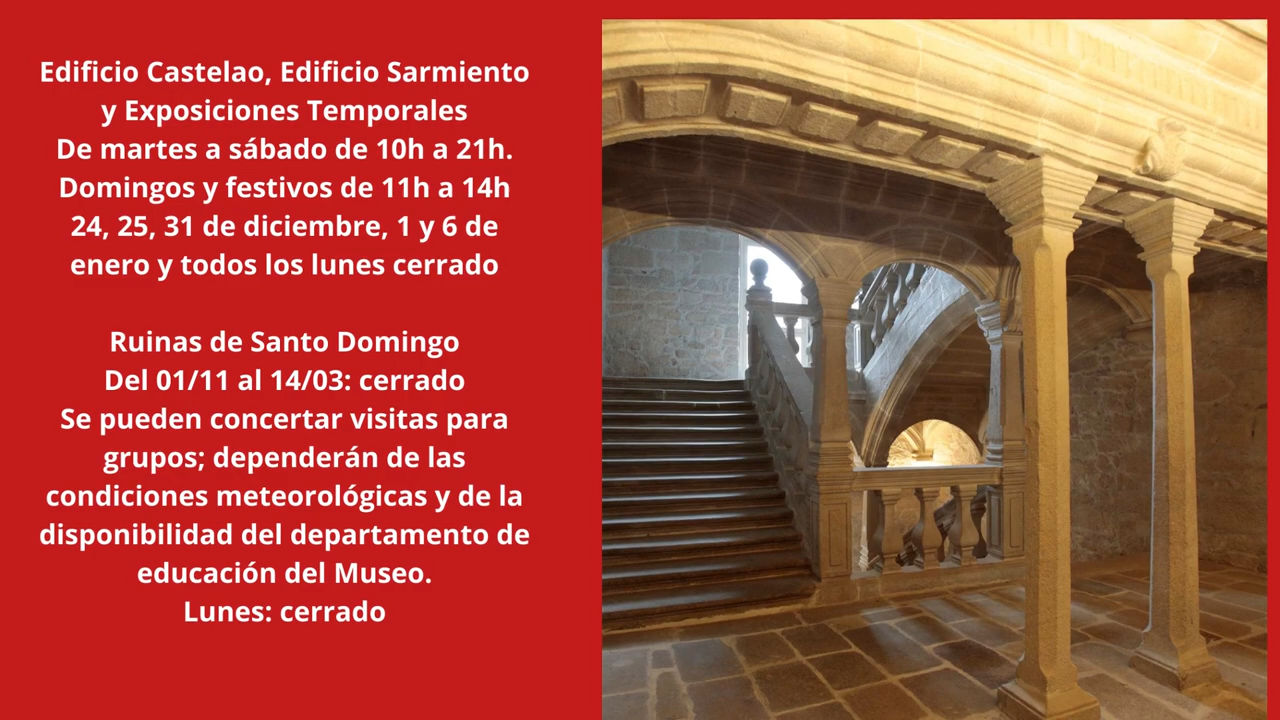 Edificio Castelao, Edificio Sarmiento
y Exposiciones Temporales
De martes a sábado de 10h a 21h.
Domingos y festivos de 11h a 14h
24, 25, 31 de diciembre, 1 y 6 de
enero y todos los lunes cerrado
Ruinas de Santo Domingo
Del 01/11 al 14/03: cerrado
Se pueden concertar visitas para
grupos; dependerán de las
condiciones meteorológicas y de la
disponibilidad del departamento de
educación del Museo.
Lunes: cerrado